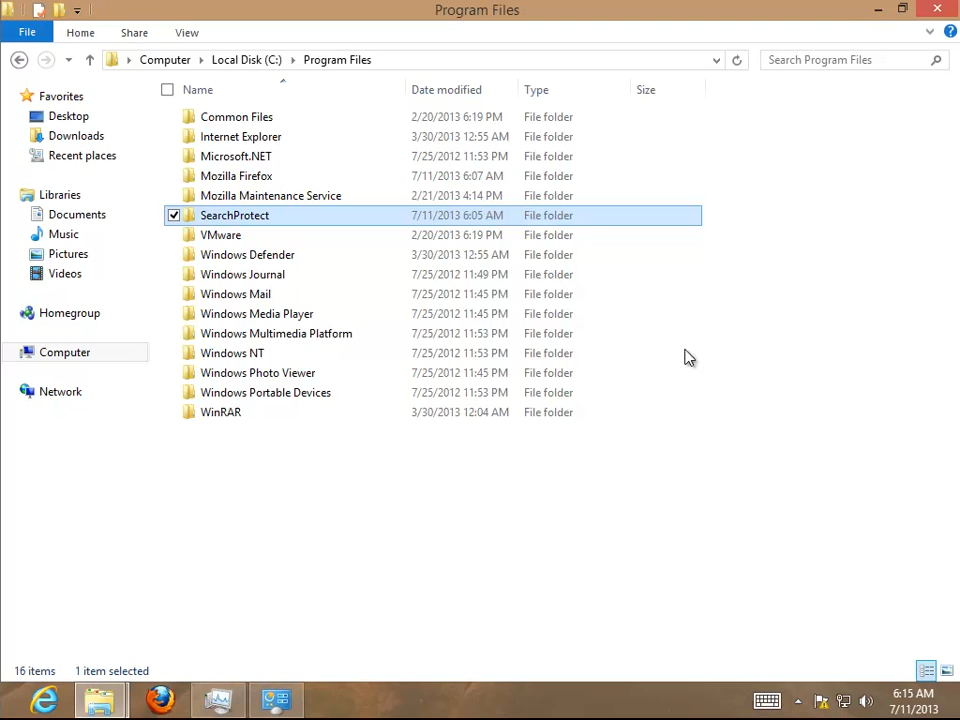 Program Files
File Home Share View
Computer Local Disk (C:) Program Files Search Program Files
Name Date modified Type Size
Favorites
Desktop
Downloads
Recent places
Libraries
Documents
Music
Pictures
Videos
Homegroup
Computer
Network
Common Files 2/20/2013 6:19 PM File folder
Internet Explorer 3/30/2013 12:55 AM File folder
Microsoft.NET 7/25/2012 11:53 PM File folder
Mozilla Firefox 7/11/2013 6:07 AM File folder
Mozilla Maintenance Service 2/21/2013 4:14 PM File folder
SearchProtect 7/11/2013 6:05 AM File folder
VMware 2/20/2013 6:19 PM File folder
Windows Defender 3/30/2013 12:55 AM File folder
Windows Journal 7/25/2012 11:49 PM File folder
Windows Mail 7/25/2012 11:45 PM File folder
Windows Media Player 7/25/2012 11:45 PM File folder
Windows Multimedia Platform 7/25/2012 11:53 PM File folder
Windows NT 7/25/2012 11:53 PM File folder
Windows Photo Viewer 7/25/2012 11:45 PM File folder
Windows Portable Devices 7/25/2012 11:53 PM File folder
WinRAR 3/30/2013 12:04 AM File folder
16 items 1 item selected
6:15 AM
7/11/2013